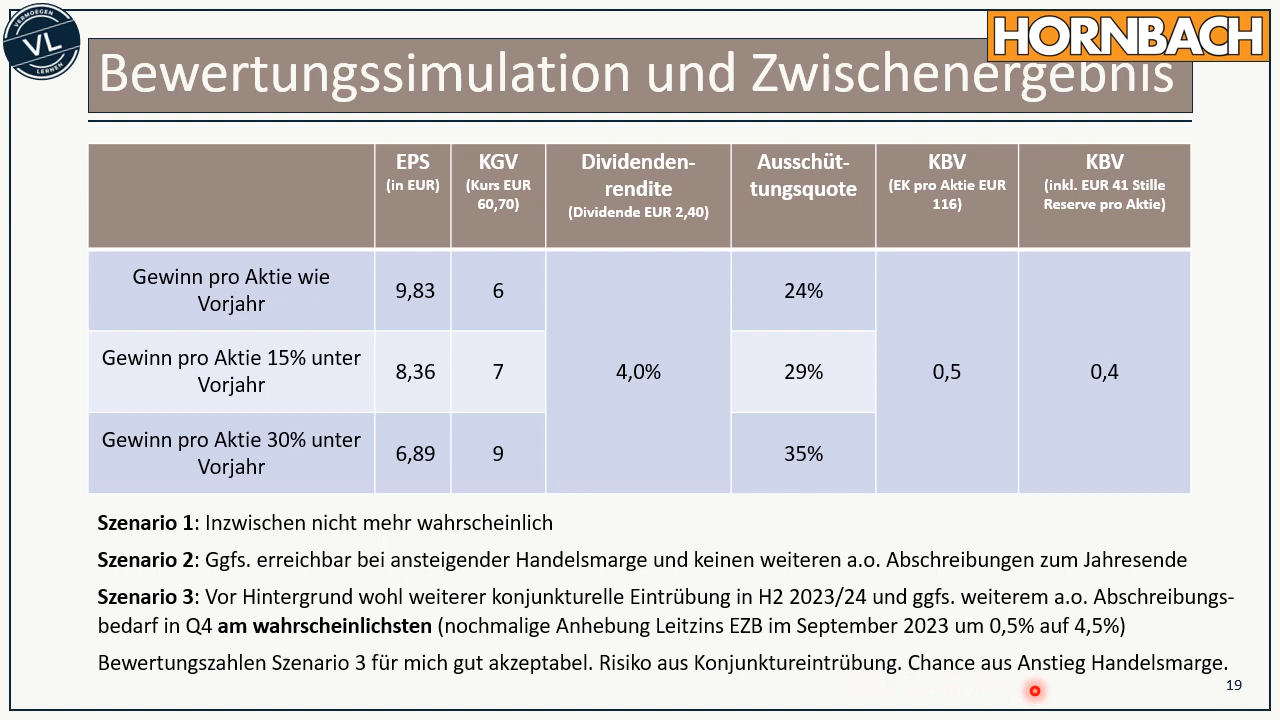 VERMOEGEN
VL
LERNEN
HORNBACH
Bewertungssimulation und Zwischenergebnis
EPS
(in EUR)
KGV
(Kurs EUR
60,70)
Dividenden-
rendite
(Dividende EUR 2,40)
Ausschüt-
tungsquote
KBV
(EK pro Aktie EUR
116)
KBV
(inkl. EUR 41 Stille
Reserve pro Aktie)
Gewinn pro Aktie wie
Vorjahr
9,83
6
24%
Gewinn pro Aktie 15% unter
Vorjahr
8,36
7
4,0%
29%
0,5
0,4
Gewinn pro Aktie 30% unter
Vorjahr
6,89
9
35%
Szenario 1: Inzwischen nicht mehr wahrscheinlich
Szenario 2: Ggfs. erreichbar bei ansteigender Handelsmarge und keinen weiteren a.o. Abschreibungen zum Jahresende
Szenario 3: Vor Hintergrund wohl weiterer konjunkturelle Eintrübung in H2 2023/24 und ggfs. weiterem a.o. Abschreibungs-
bedarf in Q4 am wahrscheinlichsten (nochmalige Anhebung Leitzins EZB im September 2023 um 0,5% auf 4,5%)
Bewertungszahlen Szenario 3 für mich gut akzeptabel. Risiko aus Konjunktureintrübung. Chance aus Anstieg Handelsmarge.
19